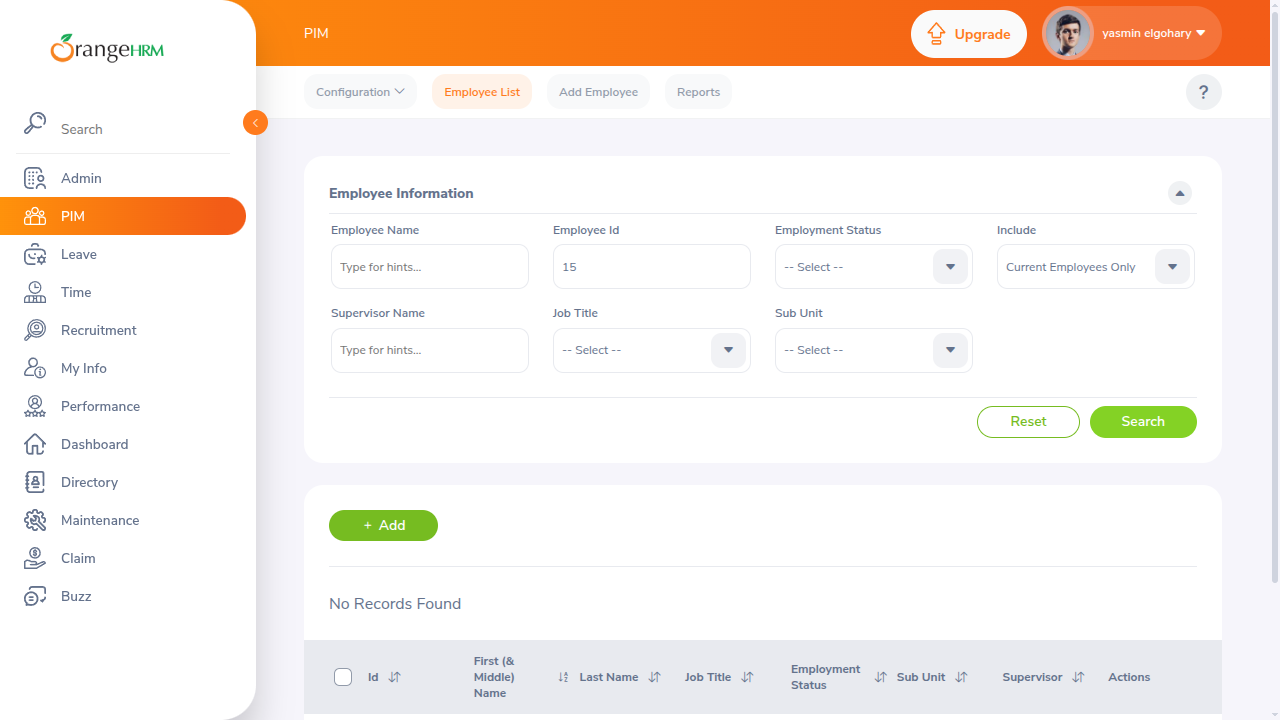 OrangeHRM
PIM
Upgrade
yasmin elgohary
Configuration
Employee List
Add Employee
Reports
?
Search
Admin
PIM
Leave
Time
Recruitment
My Info
Performance
Dashboard
Directory
Maintenance
Claim
Buzz
Employee Information
Employee Name
Employee Id
Employment Status
Include
Type for hints...
15
-- Select --
Current Employees Only
Supervisor Name
Job Title
Sub Unit
Type for hints...
-- Select --
-- Select --
Reset
Search
+ Add
No Records Found
Id
First (&
Middle)
Name
Last Name
Job Title
Employment
Status
Sub Unit
Supervisor
Actions